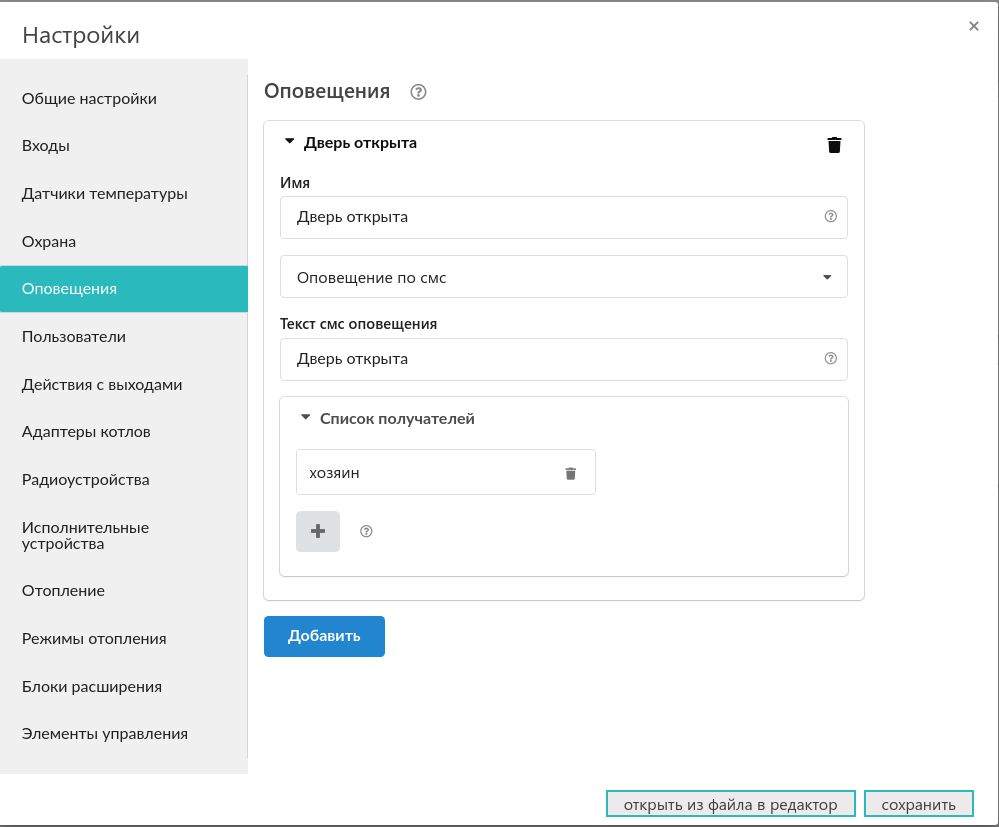 Настройки
Общие настройки
Входы
Датчики температуры
Охрана
Оповещения
Пользователи
Действия с выходами
Адаптеры котлов
Радиоустройства
Исполнительные
устройства
Отопление
Режимы отопления
Блоки расширения
Элементы управления
Оповещения
Дверь открыта
Имя
Дверь открыта
Оповещение по смс
Текст смс оповещения
Дверь открыта
Список получателей
хозяин
Добавить
открыть из файла в редактор
сохранить